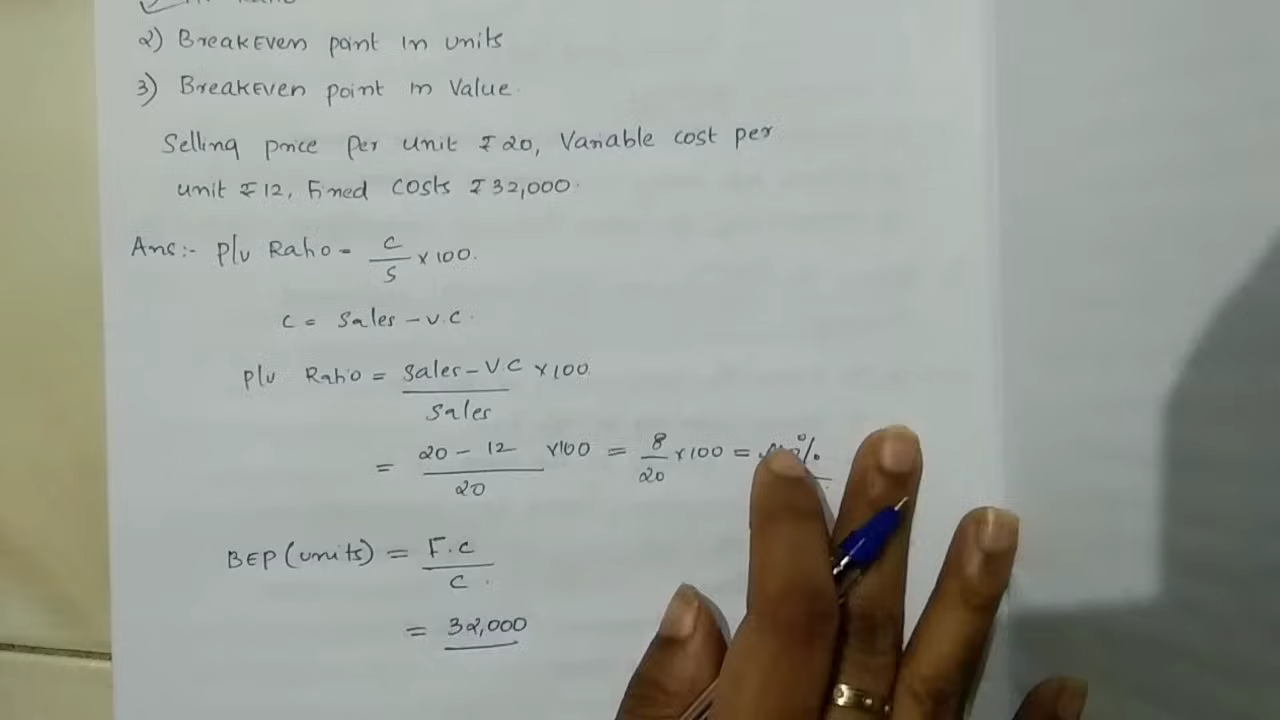 2) BreakEven point in units
3) BreakEven point in Value.
Selling price per unit ₹ 20, Variable cost per
unit ₹ 12, Fixed costs ₹ 32,000.
Ans:- P/v Ratio = C/S × 100.
C = Sales - V.C.
P/v Ratio = Sales - VC/Sales × 100
= 20 - 12/20 × 100 = 8/20 × 100 = %
BEP (units) = F.C/C.
= 32,000